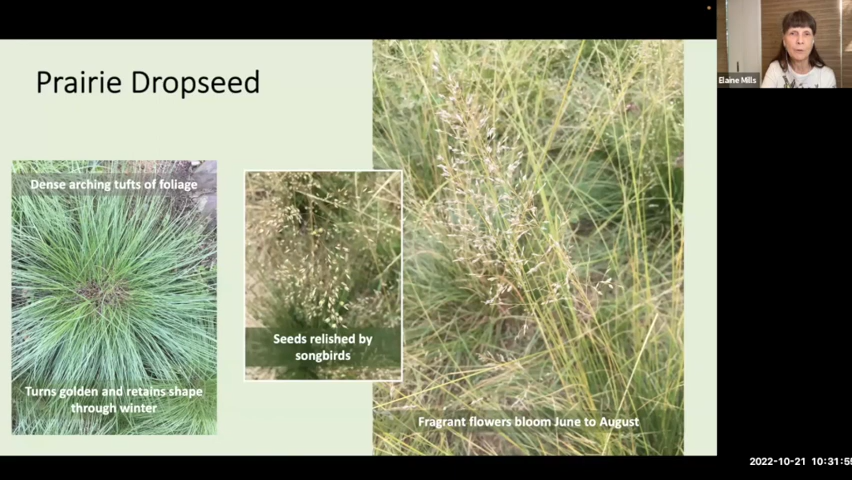 Prairie Dropseed
Dense arching tufts of foliage
Turns golden and retains shape
through winter
Seeds relished by
songbirds
Fragrant flowers bloom June to August
Elaine Mills
2022-10-21 10:31:55